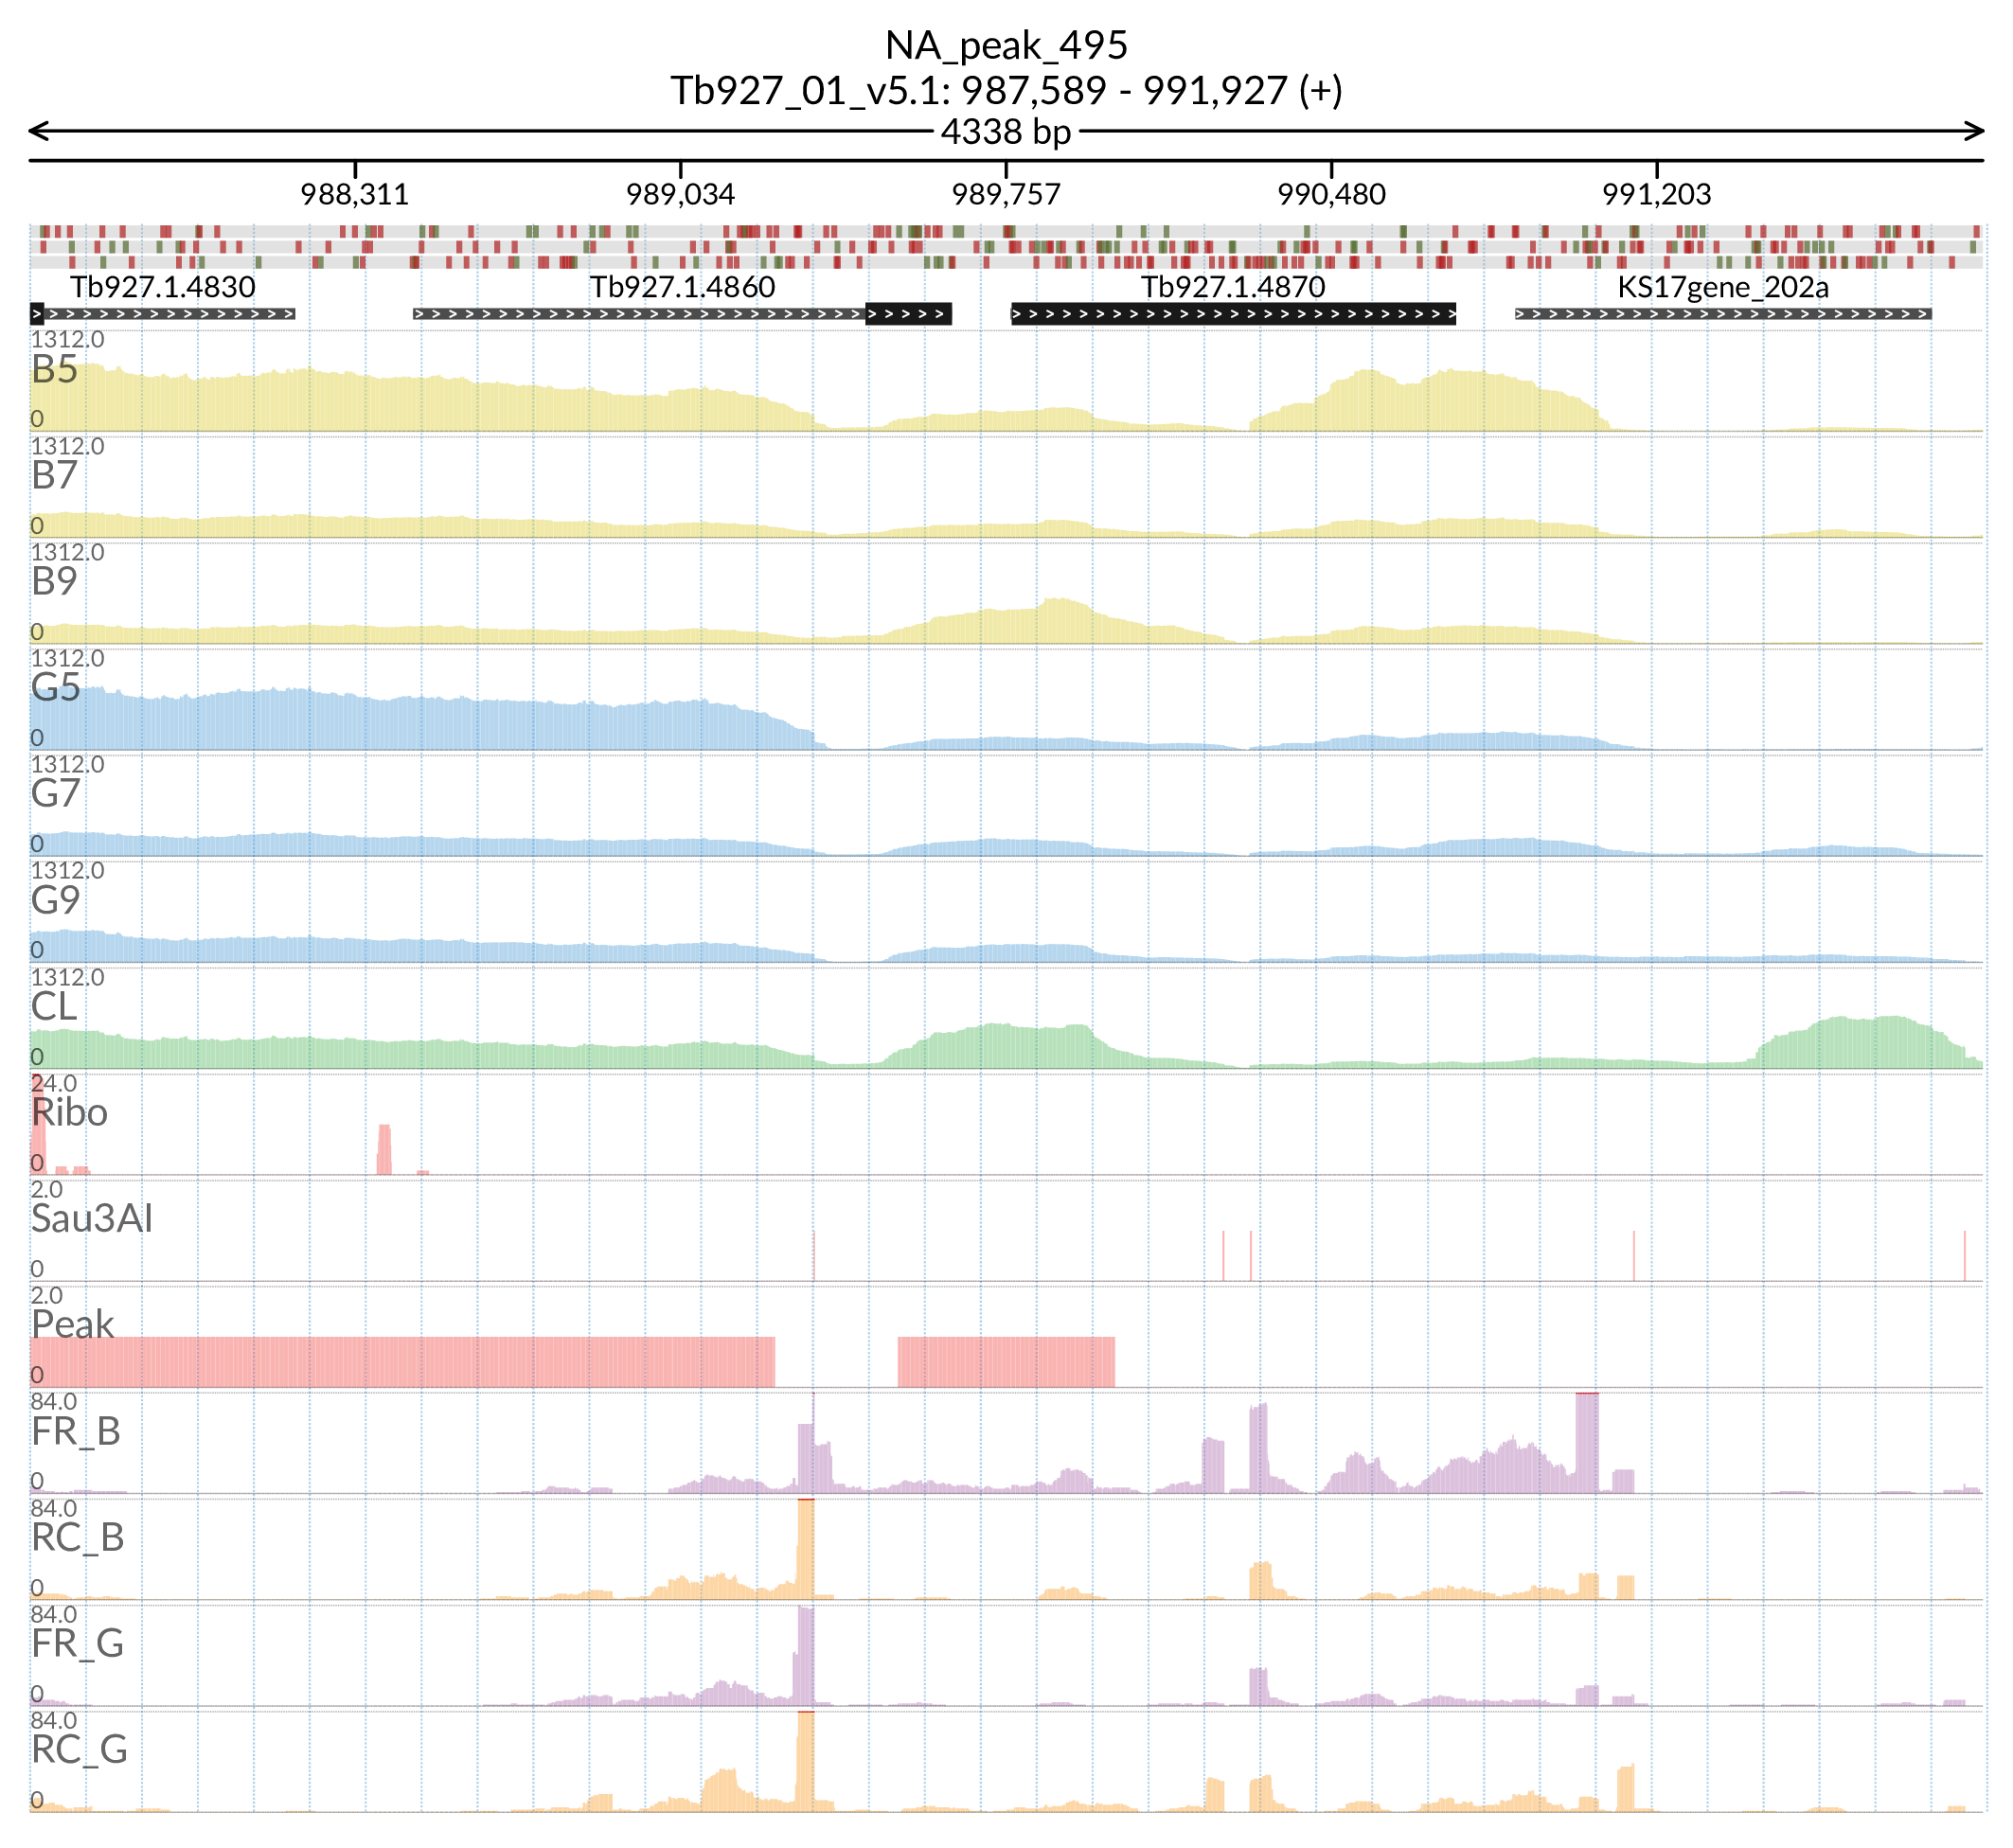 NA_peak_495
Tb927_01_v5.1: 987,589 - 991,927 (+)
4338 bp
988,311 989,034 989,757 990,480 991,203
Tb927.1.4830 Tb927.1.4860 Tb927.1.4870 KS17gene_202a
1312.0
B5
0
1312.0
B7
0
1312.0
B9
0
1312.0
G5
0
1312.0
G7
0
1312.0
G9
0
1312.0
CL
0
24.0
Ribo
0
2.0
Sau3AI
0
2.0
Peak
0
84.0
FR_B
0
84.0
RC_B
0
84.0
FR_G
0
84.0
RC_G
0